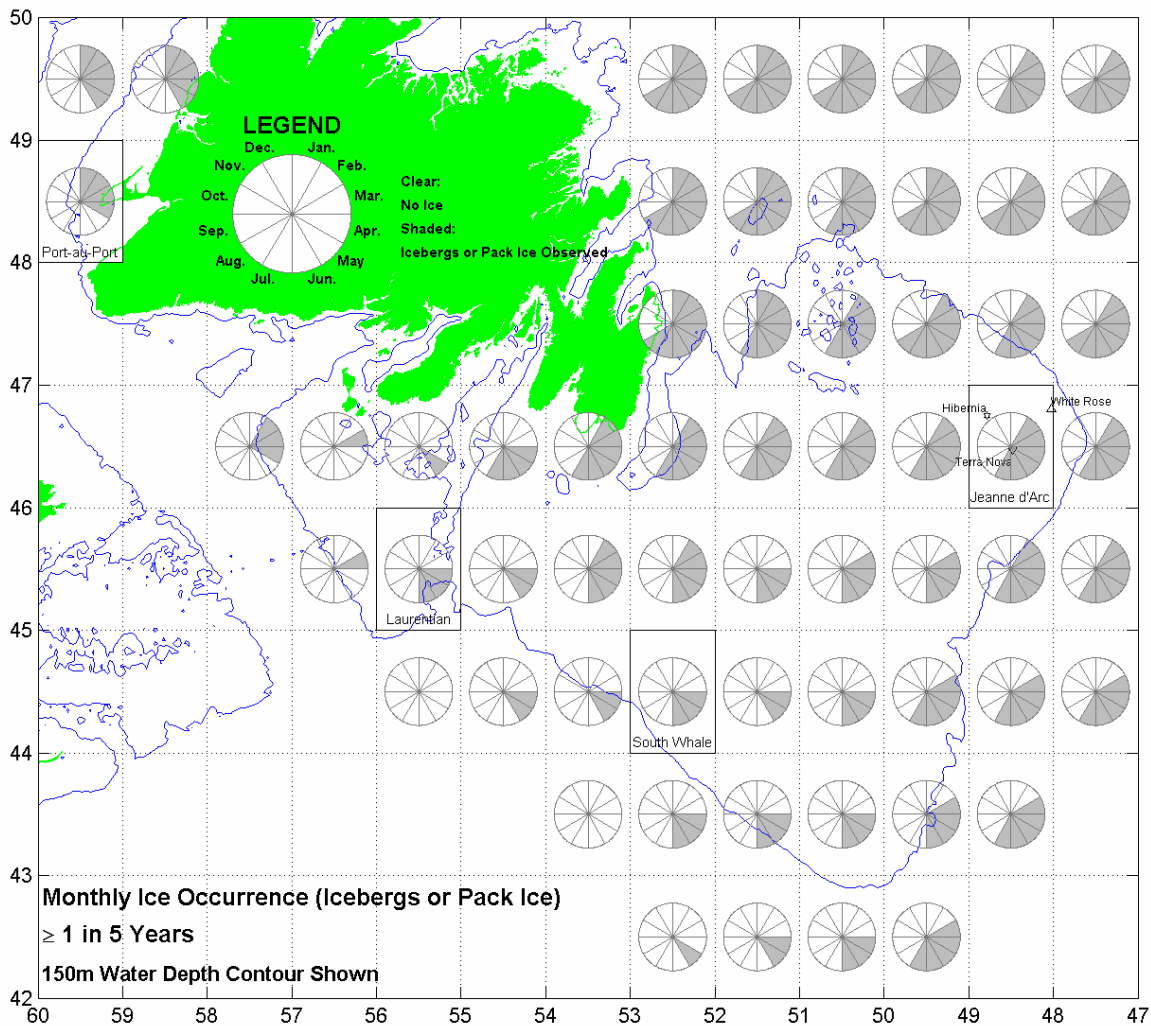 50
49
48
47
46
45
44
43
42
LEGEND
Dec. Jan.
Nov. Feb.
Oct. Mar.
Sep. Apr.
Aug. May
Jul. Jun.
Clear:
No Ice
Shaded:
Icebergs or Pack Ice Observed
Port-au-Port
Hibernia
White Rose
Terra Nova
Jeanne d'Arc
Laurentian
South Whale
Monthly Ice Occurrence (Icebergs or Pack Ice)
≥ 1 in 5 Years
150m Water Depth Contour Shown
60 59 58 57 56 55 54 53 52 51 50 49 48 47